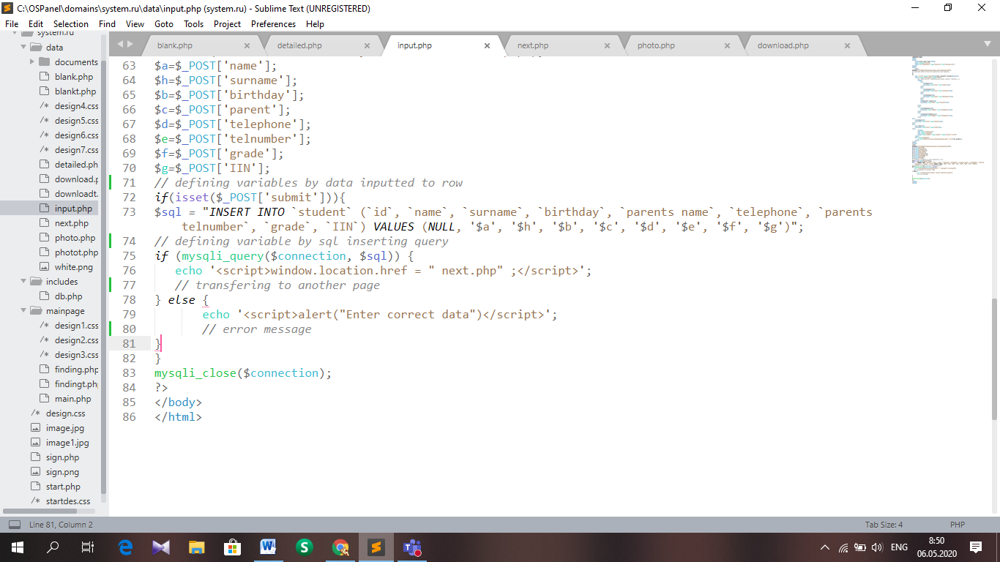 C:\OSPanel\domains\system.ru\data\input.php (system.ru) - Sublime Text (UNREGISTERED)
File Edit Selection Find View Goto Tools Project Preferences Help
system.ru
data
documents
blank.php
blankt.php
design4.css
design5.css
design6.css
design7.css
detailed.ph
download.p
downloadt.
input.php
next.php
photo.php
photot.php
white.png
includes
db.php
mainpage
design1.css
design2.css
design3.css
finding.php
findingt.ph
main.php
design.css
image.jpg
image1.jpg
sign.php
sign.png
start.php
startdes.css
blank.php detailed.php input.php next.php photo.php download.php
63 $a=$_POST['name'];
64 $h=$_POST['surname'];
65 $b=$_POST['birthday'];
66 $c=$_POST['parent'];
67 $d=$_POST['telephone'];
68 $e=$_POST['telnumber'];
69 $f=$_POST['grade'];
70 $g=$_POST['IIN'];
71 // defining variables by data inputted to row
72 if(isset($_POST['submit'])){
73 $sql = "INSERT INTO `student` (`id`, `name`, `surname`, `birthday`, `parents name`, `telephone`, `parents
telnumber`, `grade`, `IIN`) VALUES (NULL, '$a', '$h', '$b', '$c', '$d', '$e', '$f', '$g')";
74 // defining variable by sql inserting query
75 if (mysqli_query($connection, $sql)) {
76 echo '<script>window.location.href = " next.php" ;</script>';
77 // transfering to another page
78 } else {
79 echo '<script>alert("Enter correct data")</script>';
80 // error message
81 }
82 }
83 mysqli_close($connection);
84 ?>
85 </body>
86 </html>
Line 81, Column 2 Tab Size: 4 PHP
ENG
8:50
06.05.2020